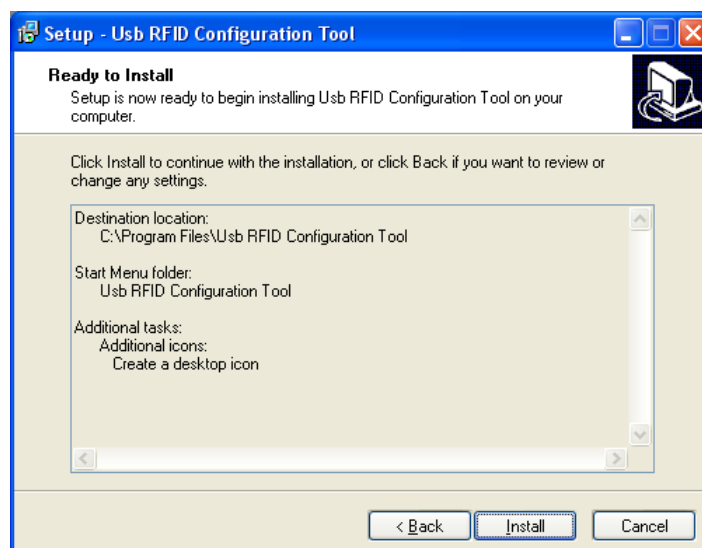 Setup - Usb RFID Configuration Tool
Ready to Install
Setup is now ready to begin installing Usb RFID Configuration Tool on your
computer.
Click Install to continue with the installation, or click Back if you want to review or
change any settings.
Destination location:
C:\Program Files\Usb RFID Configuration Tool
Start Menu folder:
Usb RFID Configuration Tool
Additional tasks:
Additional icons:
Create a desktop icon
< Back
Install
Cancel